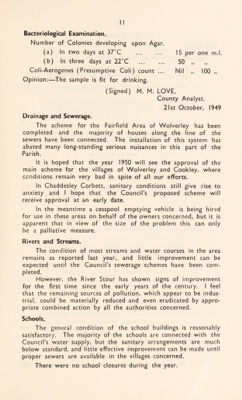 11
Bacteriological Examination.
Number of Colonies developing upon Agar.
(a) In two days at 37°C ... ... 15 per one m.l.
(b) In three days at 22°C ... ... 50 „ „
Coli-Aerogenes (Presumptive Coli) count ... Nil „ 100 „
Opinion:—The sample is fit for drinking.
(Signed) M. M. LOVE,
County Analyst.
21st October, 1949
Drainage and Sewerage.
The scheme for the Fairfield Area of Wolverley has been
completed and the majority of houses along the line of the
sewers have been connected. The installation of this system has
abated many long-standing serious nuisances in this part of the
Parish.
It is hoped that the year 1950 will see the approval of the
main scheme for the villages of Wolverley and Cookley, where
conditions remain very bad in spite of all our efforts.
In Chaddesley Corbett, sanitary conditions still give rise to
anxiety and I hope that the Council's proposed scheme will
receive approval at an early date.
In the meantime a cesspool emptying vehicle is being hired
for use in these areas on behalf of the owners concerned, but it is
apparent that in view of the size of the problem this can only
be a palliative measure.
Rivers and Streams.
The condition of most streams and water courses in the area
remains as reported last year, and little improvement can be
expected until the Council's sewerage schemes have been com-
pleted.
However, the River Stour has shown signs of improvement
for the first time since the early years of the century. I feel
that the remaining sources of pollution, which appear to be indus-
trial, could be materially reduced and even eradicated by appro-
priate combined action by all the authorities concerned.
Schools.
The general condition of the school buildings is reasonably
satisfactory. The majority of the schools are connected with the
Council's water supply, but the sanitary arrangements are much
below standard, and little effective improvement can be made until
proper sewers are available in the villages concerned.
There were no school closures during the year.